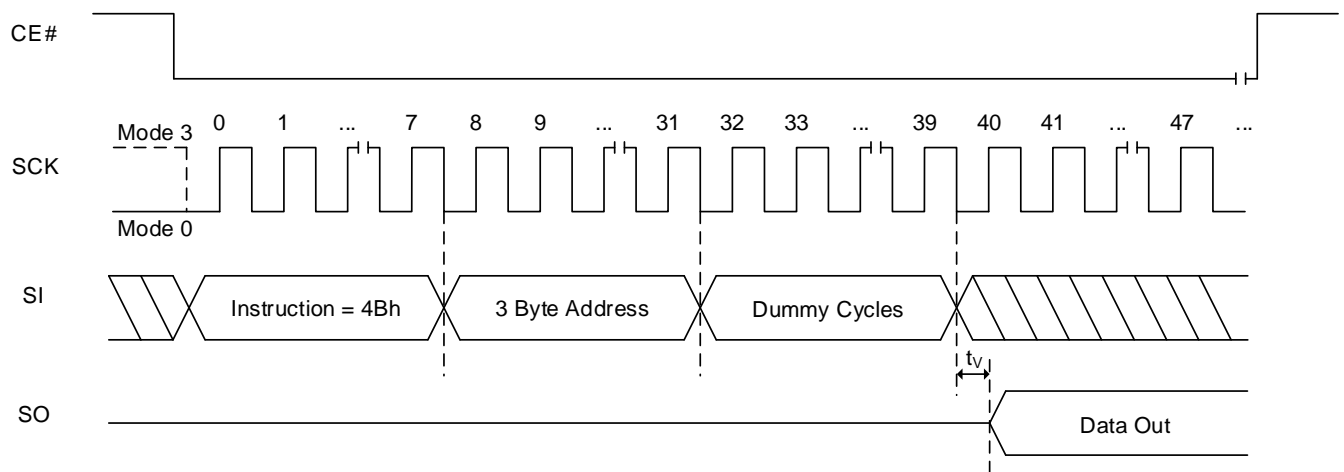 CE#
Mode 3 0 1 ... 7 8 9 ... 31 32 33 ... 39 40 41 ... 47 ...
SCK
Mode 0
SI Instruction = 4Bh 3 Byte Address Dummy Cycles
tV
SO Data Out